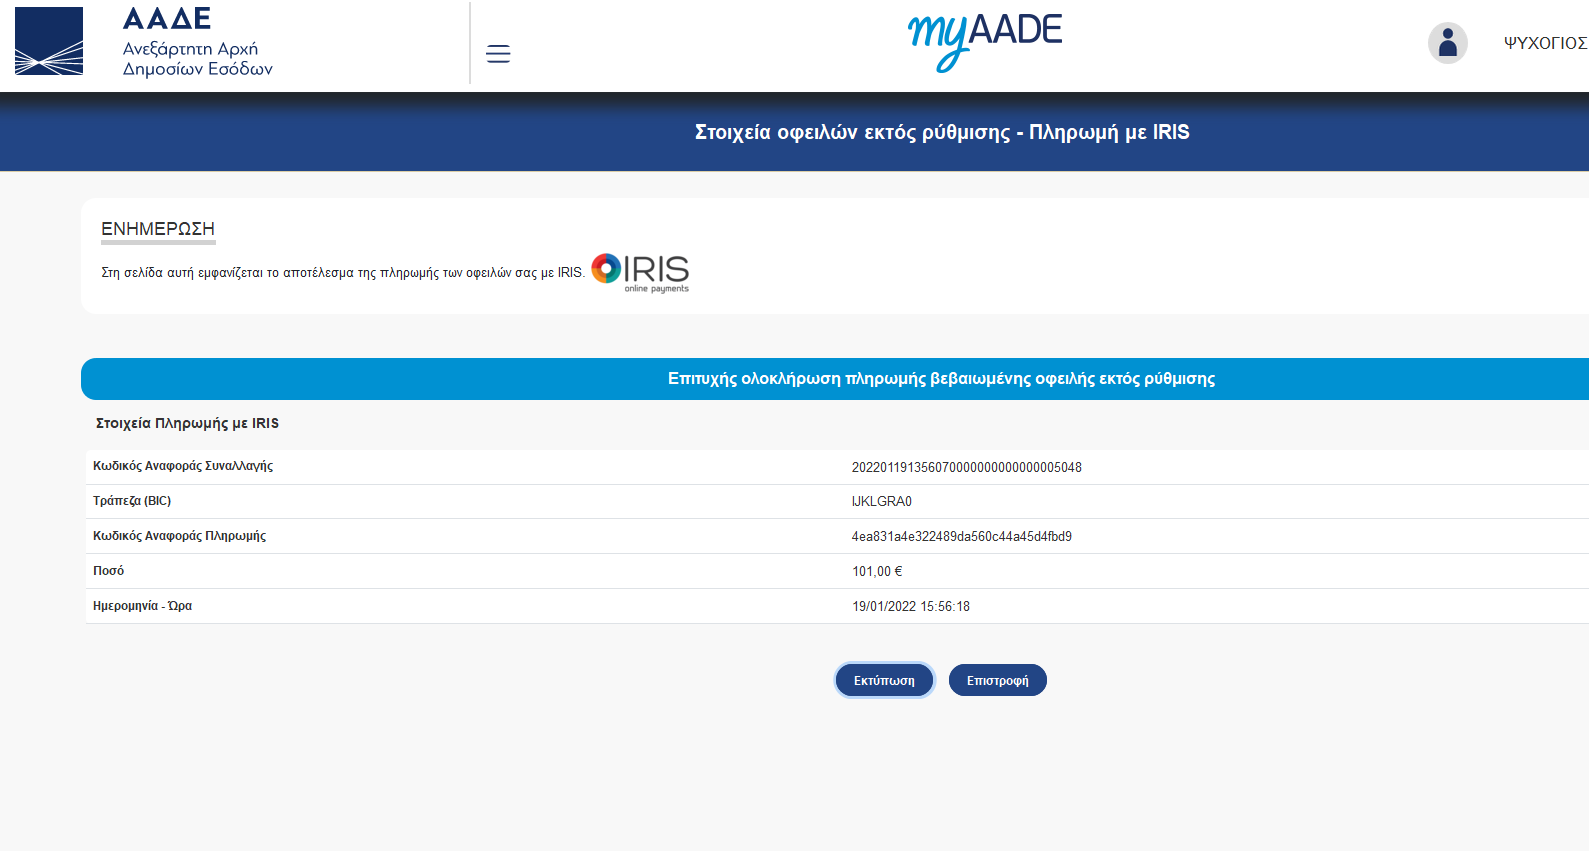 ΑΑΔΕ
Ανεξάρτητη Αρχή
Δημοσίων Εσόδων
myAADE
ΨΥΧΟΓΙΟΣ
Στοιχεία οφειλών εκτός ρύθμισης - Πληρωμή με IRIS
ΕΝΗΜΕΡΩΣΗ
Στη σελίδα αυτή εμφανίζεται το αποτέλεσμα της πληρωμής των οφειλών σας με IRIS.
IRIS
online payments
Επιτυχής ολοκλήρωση πληρωμής βεβαιωμένης οφειλής εκτός ρύθμισης
Στοιχεία Πληρωμής με IRIS
Κωδικός Αναφοράς Συναλλαγής 20220119135607000000000000005048
Τράπεζα (BIC) IJKLGRA0
Κωδικός Αναφοράς Πληρωμής 4ea831a4e322489da560c44a45d4fbd9
Ποσό 101,00 €
Ημερομηνία - Ώρα 19/01/2022 15:56:18
Εκτύπωση Επιστροφή